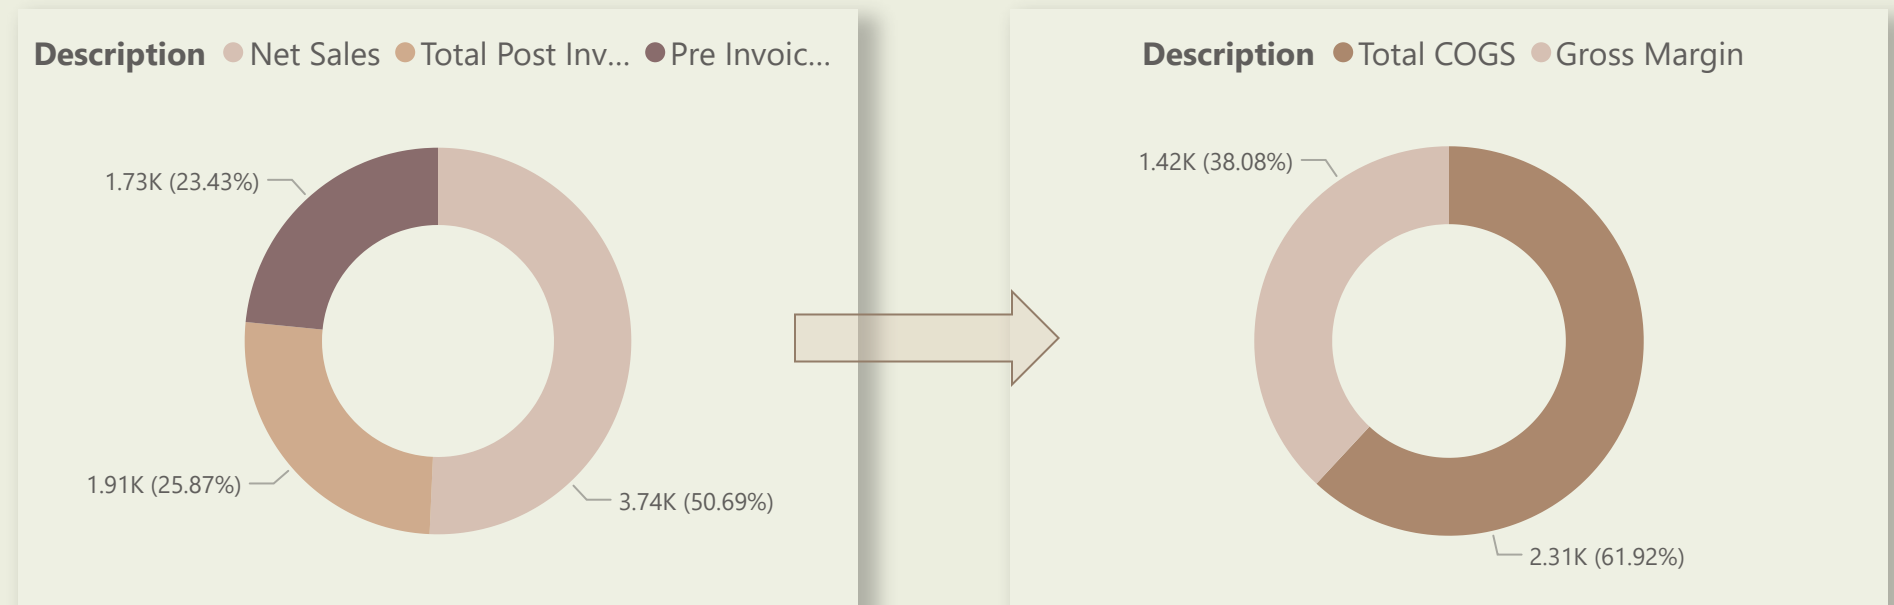 Description Net Sales Total Post Inv... Pre Invoic...
1.73K (23.43%)
1.91K (25.87%)
3.74K (50.69%)
Description Total COGS Gross Margin
1.42K (38.08%)
2.31K (61.92%)